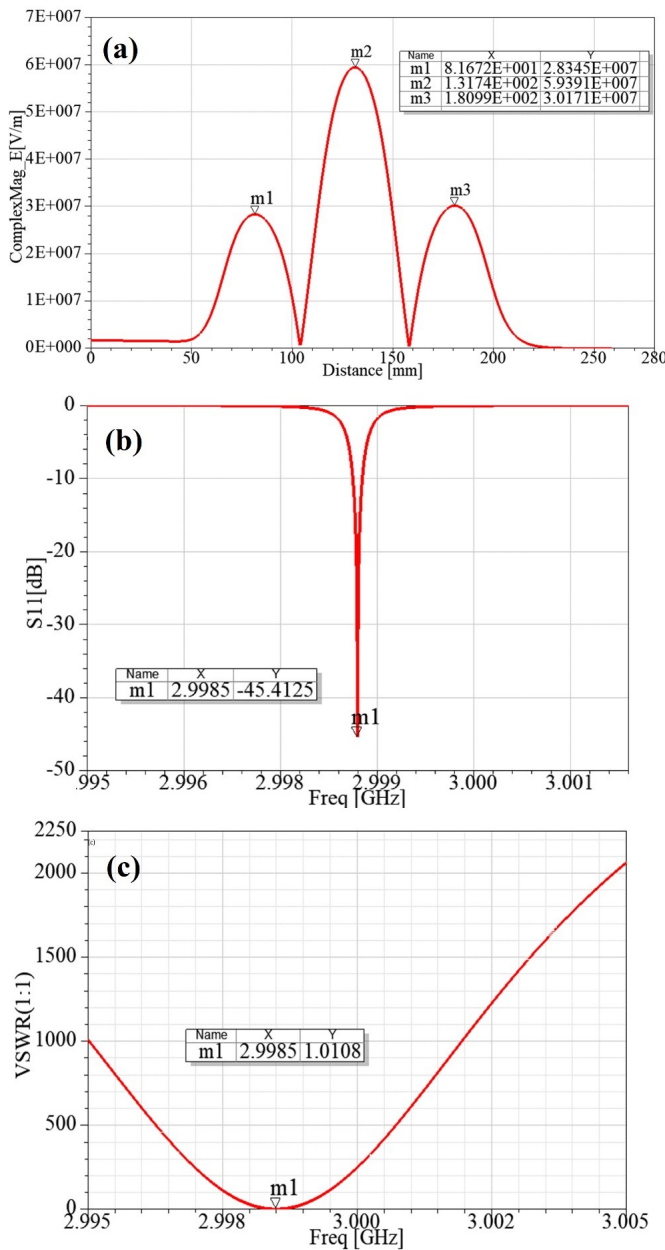 (a)
7E+007
6E+007
5E+007
4E+007
3E+007
2E+007
1E+007
0E+000
ComplexMag_E[V/m]
m1
m2
m3
Name X Y
m1 8.1672E+001 2.8345E+007
m2 1.3174E+002 5.9391E+007
m3 1.8099E+002 3.0171E+007
0 50 100 150 200 250 280
Distance [mm]
(b)
0
-10
-20
-30
-40
-50
S11[dB]
Name X Y
m1 2.9985 -45.4125
m1
.995 2.996 2.998 2.999 3.000 3.001
Freq [GHz]
(c)
2250
2000
1500
1000
500
0
VSWR(1:1)
Name X Y
m1 2.9985 1.0108
m1
2.995 2.998 3.000 3.002 3.005
Freq [GHz]